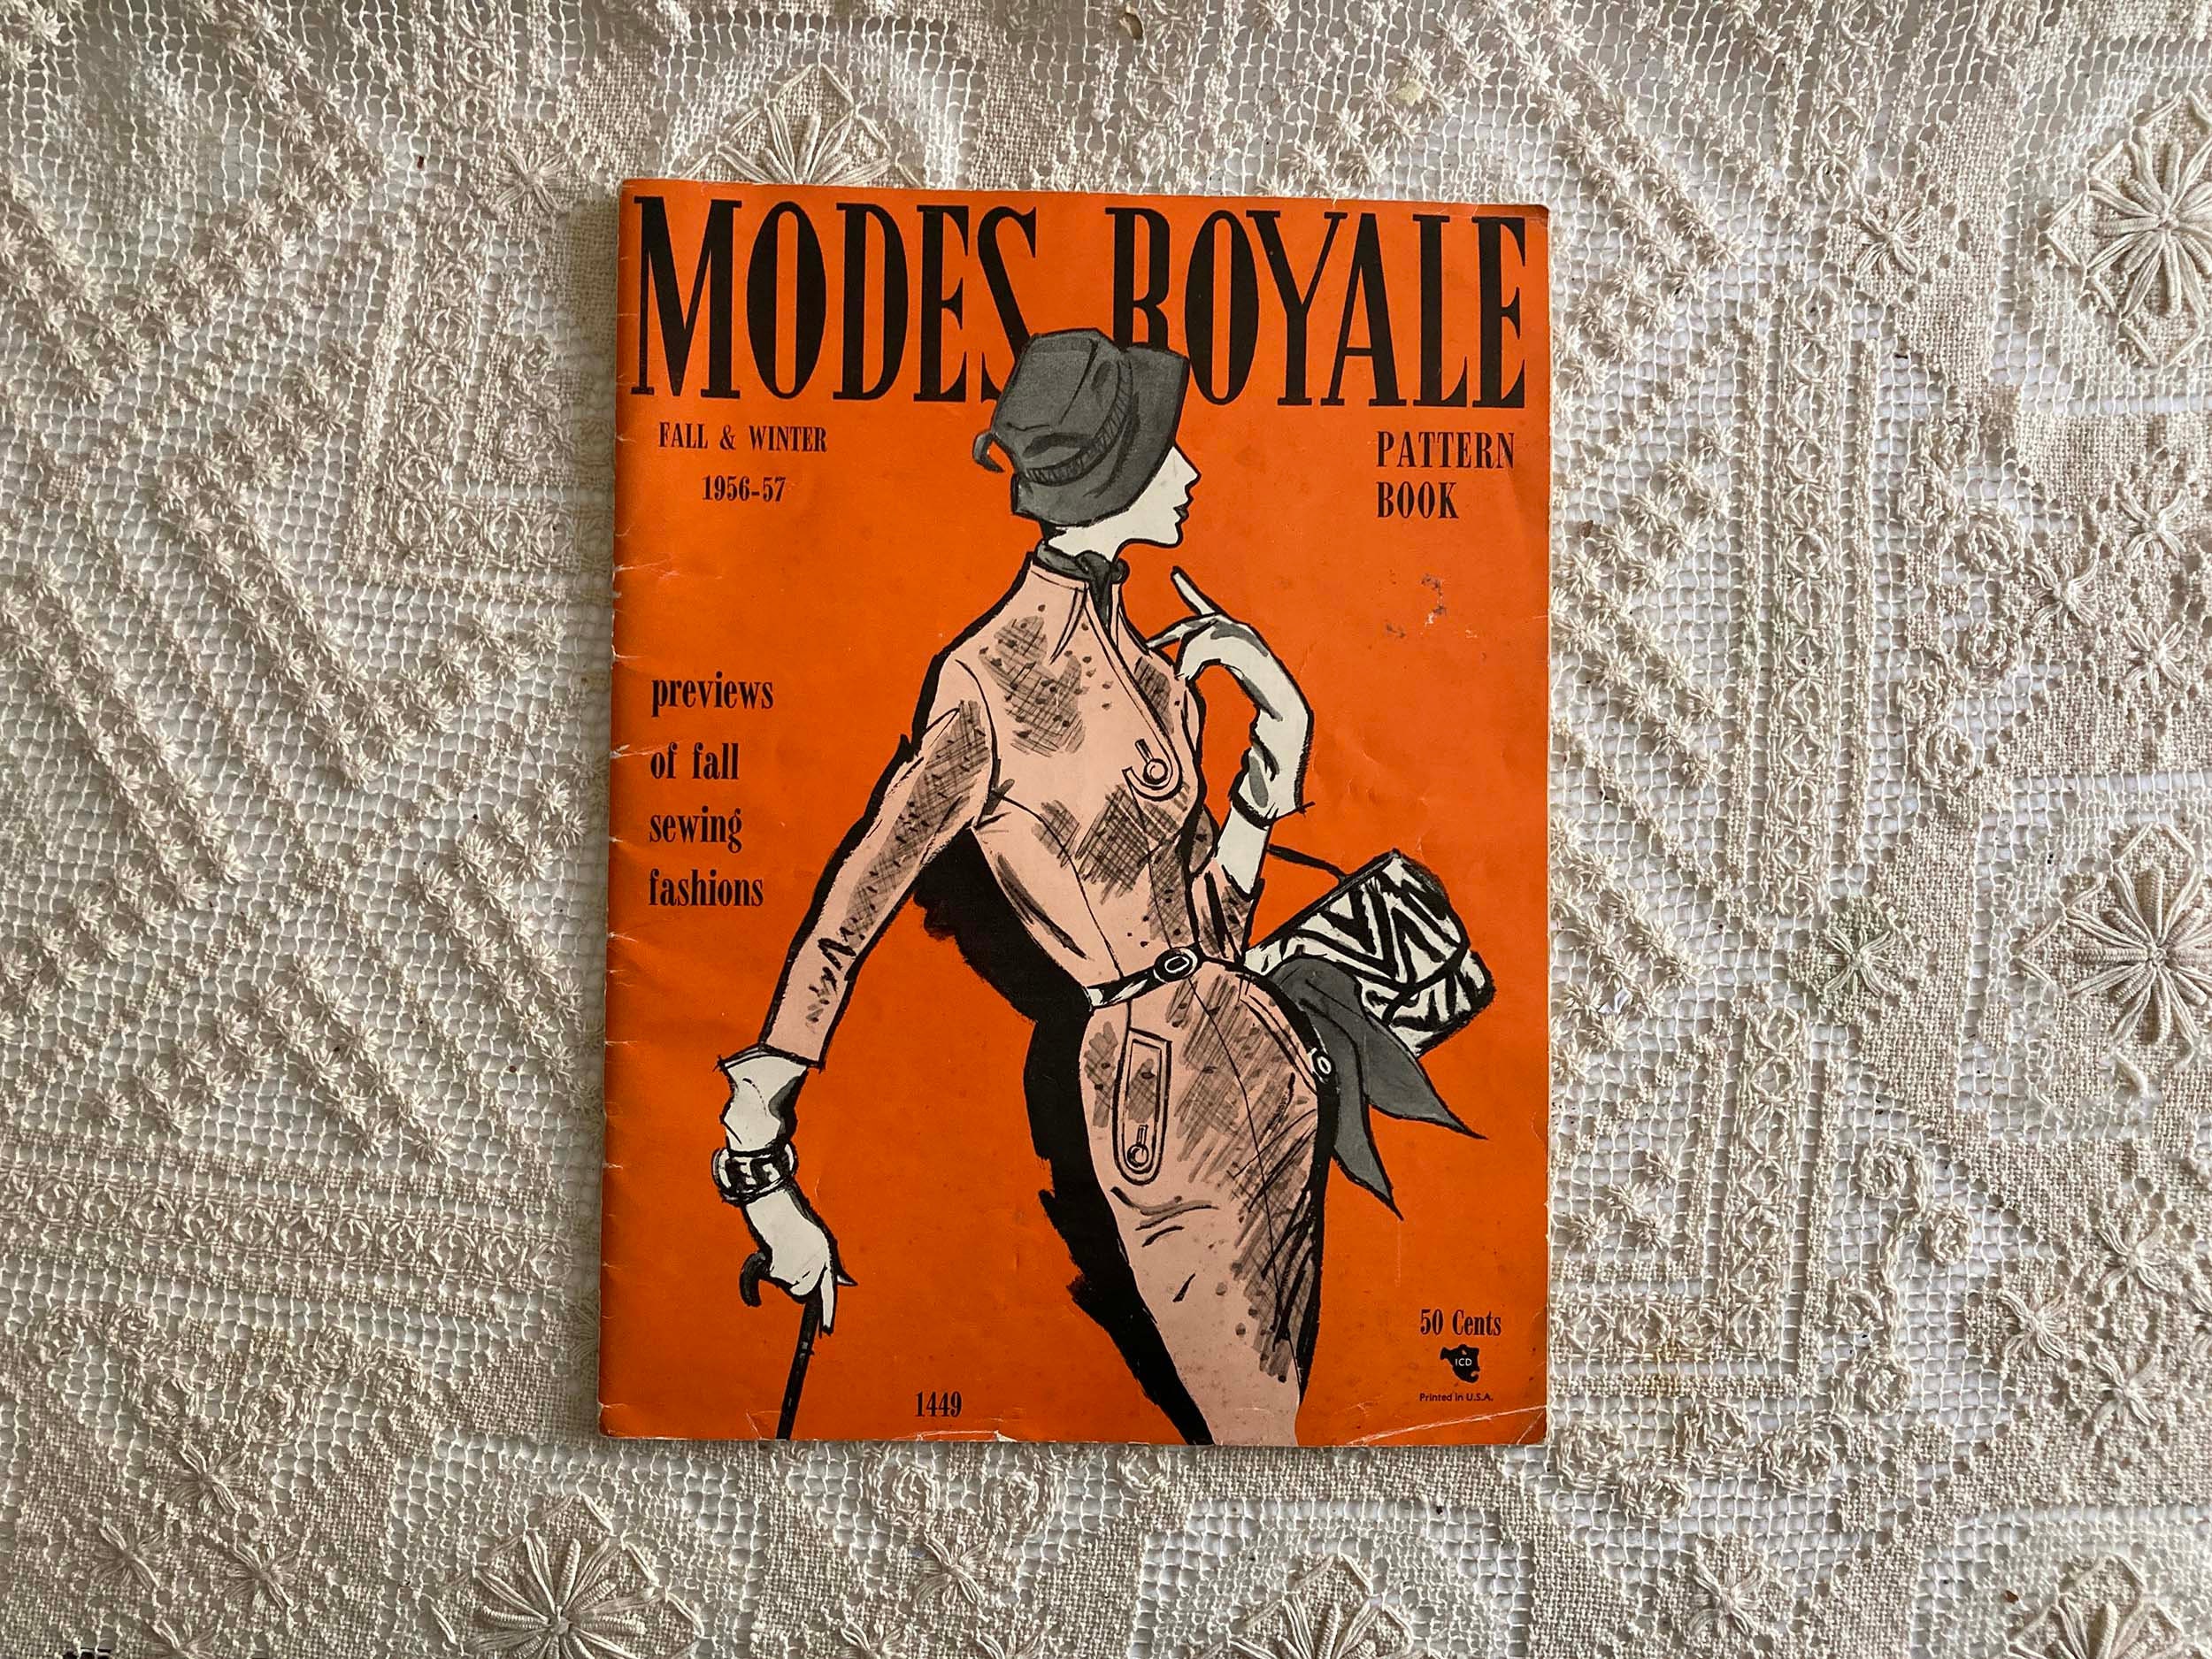 MODES ROYALE
FALL & WINTER
1956-57
PATTERN
BOOK
previews
of fall
sewing
fashions
50 Cents
ICD
Printed in U.S.A.
1449